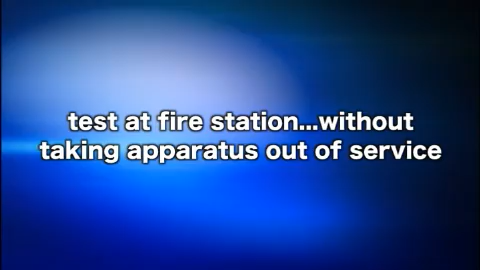 test at fire station...without
taking apparatus out of service